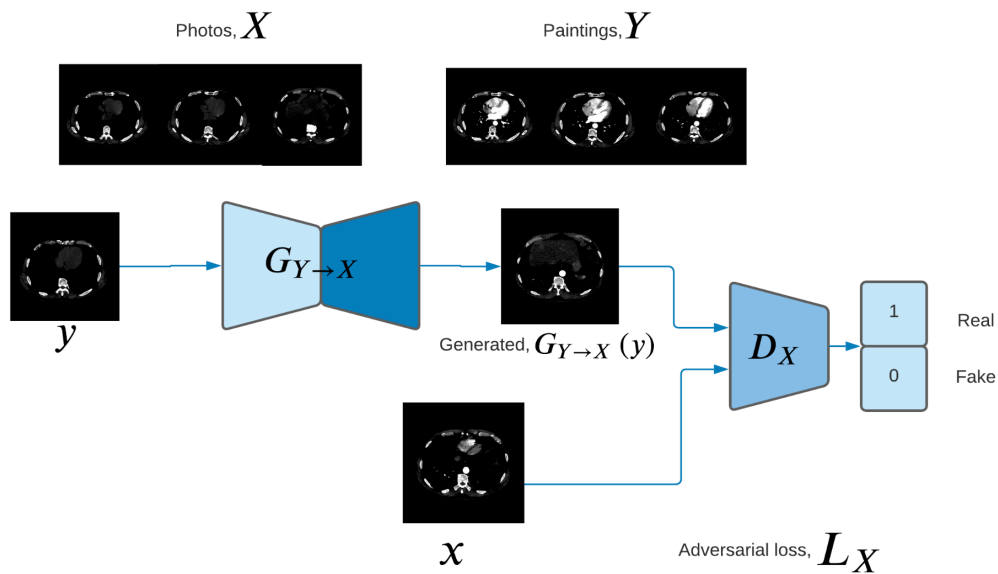 Photos, X
Paintings, Y
G_{Y→X}
y
Generated, G_{Y→X} (y)
D_X
1
0
Real
Fake
x
Adversarial loss, L_X